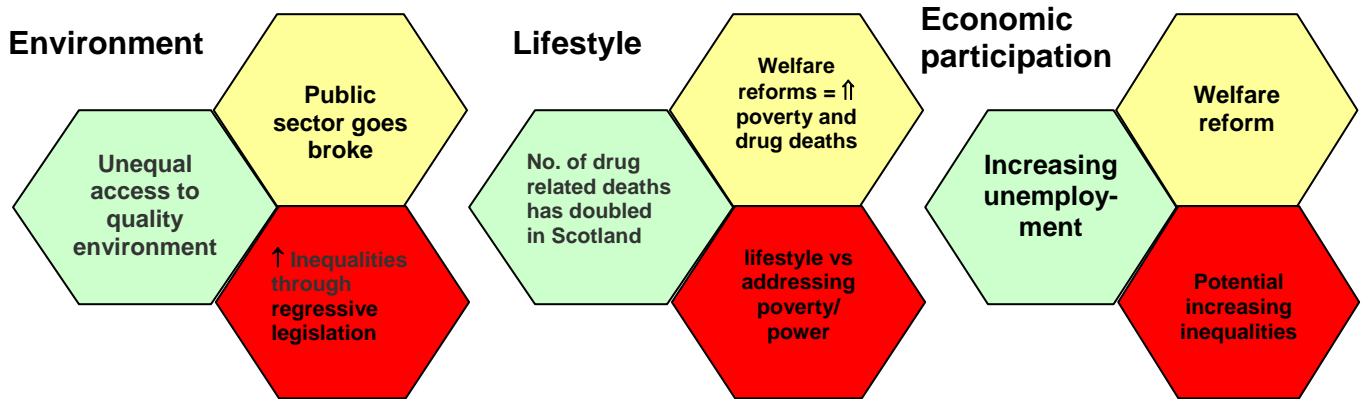 Environment
Public
sector goes
broke
Unequal
access to
quality
environment
↑ Inequalities
through
regressive
legislation
Lifestyle
Welfare
reforms = ⇑
poverty and
drug deaths
No. of drug
related deaths
has doubled
in Scotland
lifestyle vs
addressing
poverty/
power
Economic
participation
Welfare
reform
Increasing
unemploy-
ment
Potential
increasing
inequalities